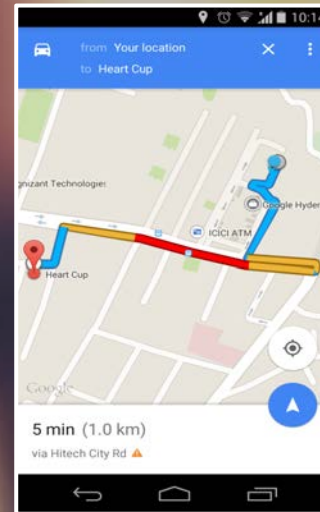 10:14
from Your location
to Heart Cup
gnizant Technologies
Google Hyder
ICICI ATM
Heart Cup
Google
5 min (1.0 km)
via Hitech City Rd